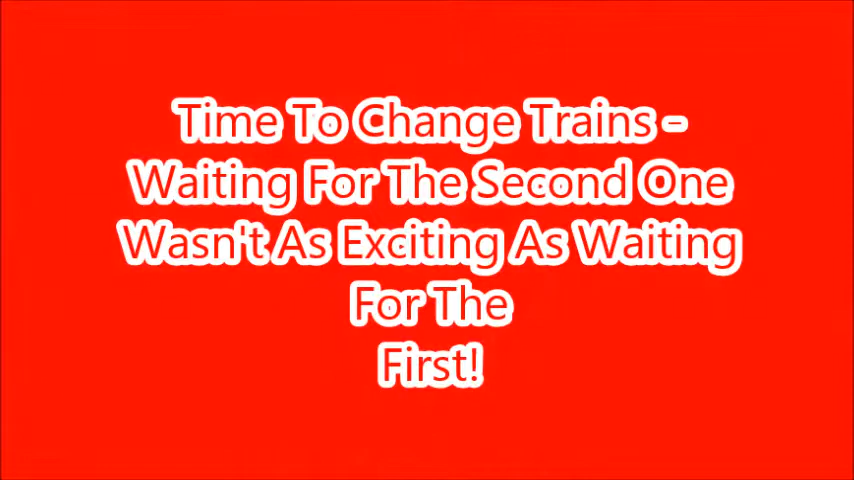 Time To Change Trains -
Waiting For The Second One
Wasn't As Exciting As Waiting
For The
First!